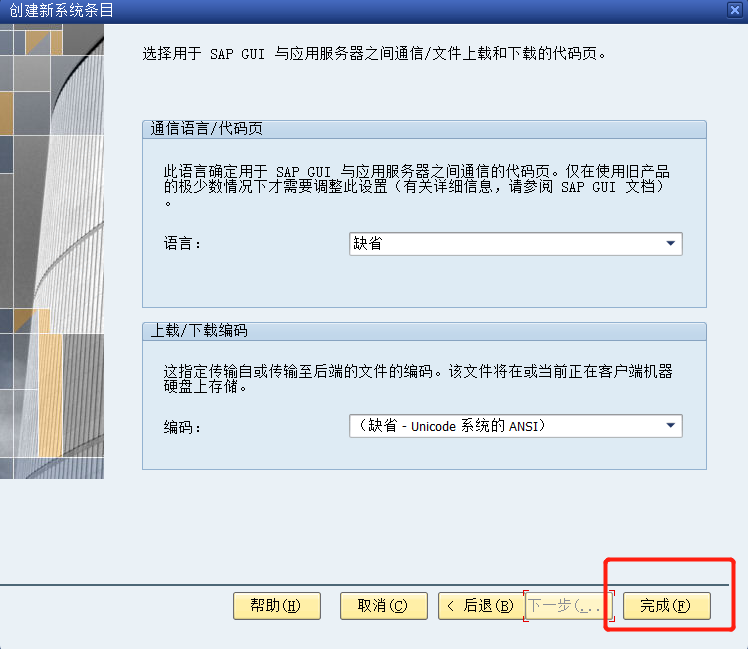 创建新系统条目
选择用于 SAP GUI 与应用服务器之间通信/文件上载和下载的代码页。
通信语言/代码页
此语言确定用于 SAP GUI 与应用服务器之间通信的代码页。仅在使用旧产品
的极少数情况下才需要调整此设置（有关详细信息，请参阅 SAP GUI 文档）
。
语言：
缺省
上载/下载编码
这指定传输自或传输至后端的文件的编码。该文件将在或当前正在客户端机器
硬盘上存储。
编码：
（缺省 - Unicode 系统的 ANSI）
帮助(H)
取消(C)
< 后退(B)
下一步(...
完成(F)